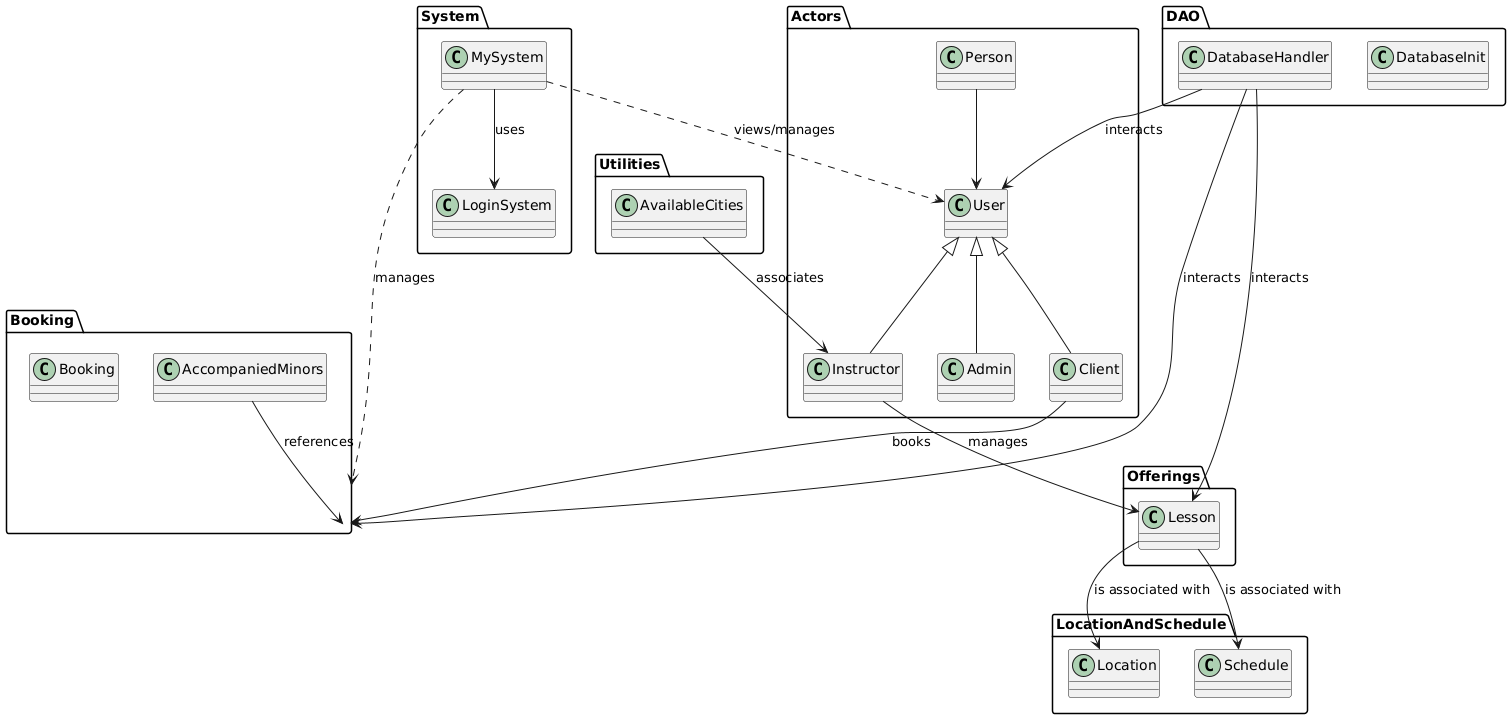 System
Actors
DAO
C MySystem
C Person
C DatabaseHandler
C DatabaseInit
uses
views/manages
interacts
Utilities
C LoginSystem
C AvailableCities
C User
manages
associates
interacts
interacts
Booking
C Booking
C AccompaniedMinors
C Instructor
C Admin
C Client
references
books
manages
Offerings
C Lesson
is associated with
is associated with
LocationAndSchedule
C Location
C Schedule